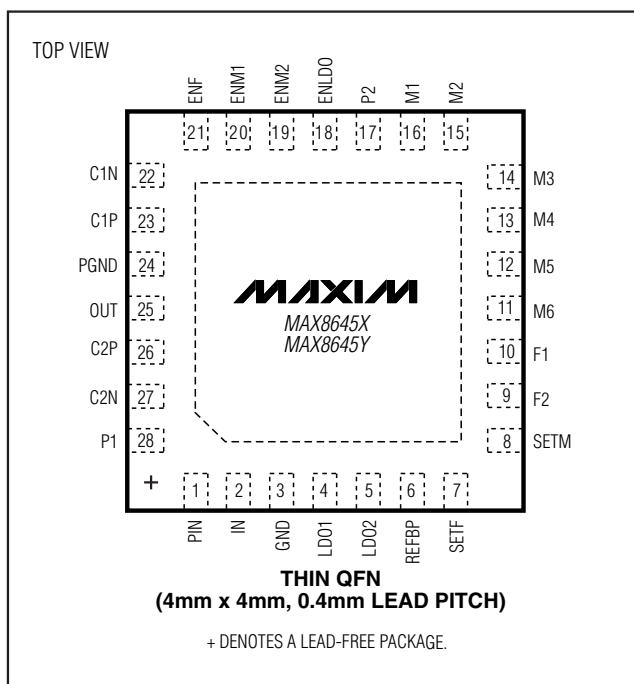 TOP VIEW
ENF
ENM1
ENM2
ENLDO
P2
M1
M2
21
20
19
18
17
16
15
C1N 22
C1P 23
PGND 24
OUT 25
C2P 26
C2N 27
P1 28
14 M3
13 M4
12 M5
11 M6
10 F1
9 F2
8 SETM
MAXIM
MAX8645X
MAX8645Y
+
1
2
3
4
5
6
7
PIN
IN
GND
LDO1
LDO2
REFBP
SETF
THIN QFN
(4mm x 4mm, 0.4mm LEAD PITCH)
+ DENOTES A LEAD-FREE PACKAGE.